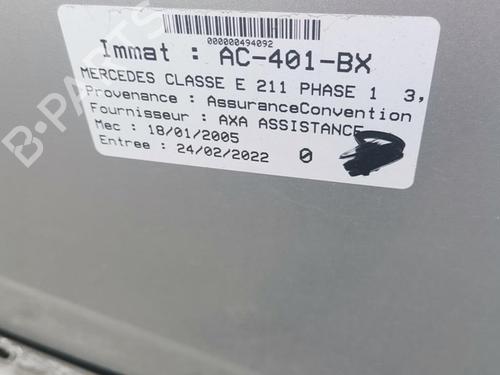 000000494092
Immat : AC-401-BX
MERCEDES CLASSE E 211 PHASE 1 3,
Provenance : AssuranceConvention
Fournisseur : AXA ASSISTANCE
Mec : 18/01/2005
Entree : 24/02/2022 0
B-PARTS